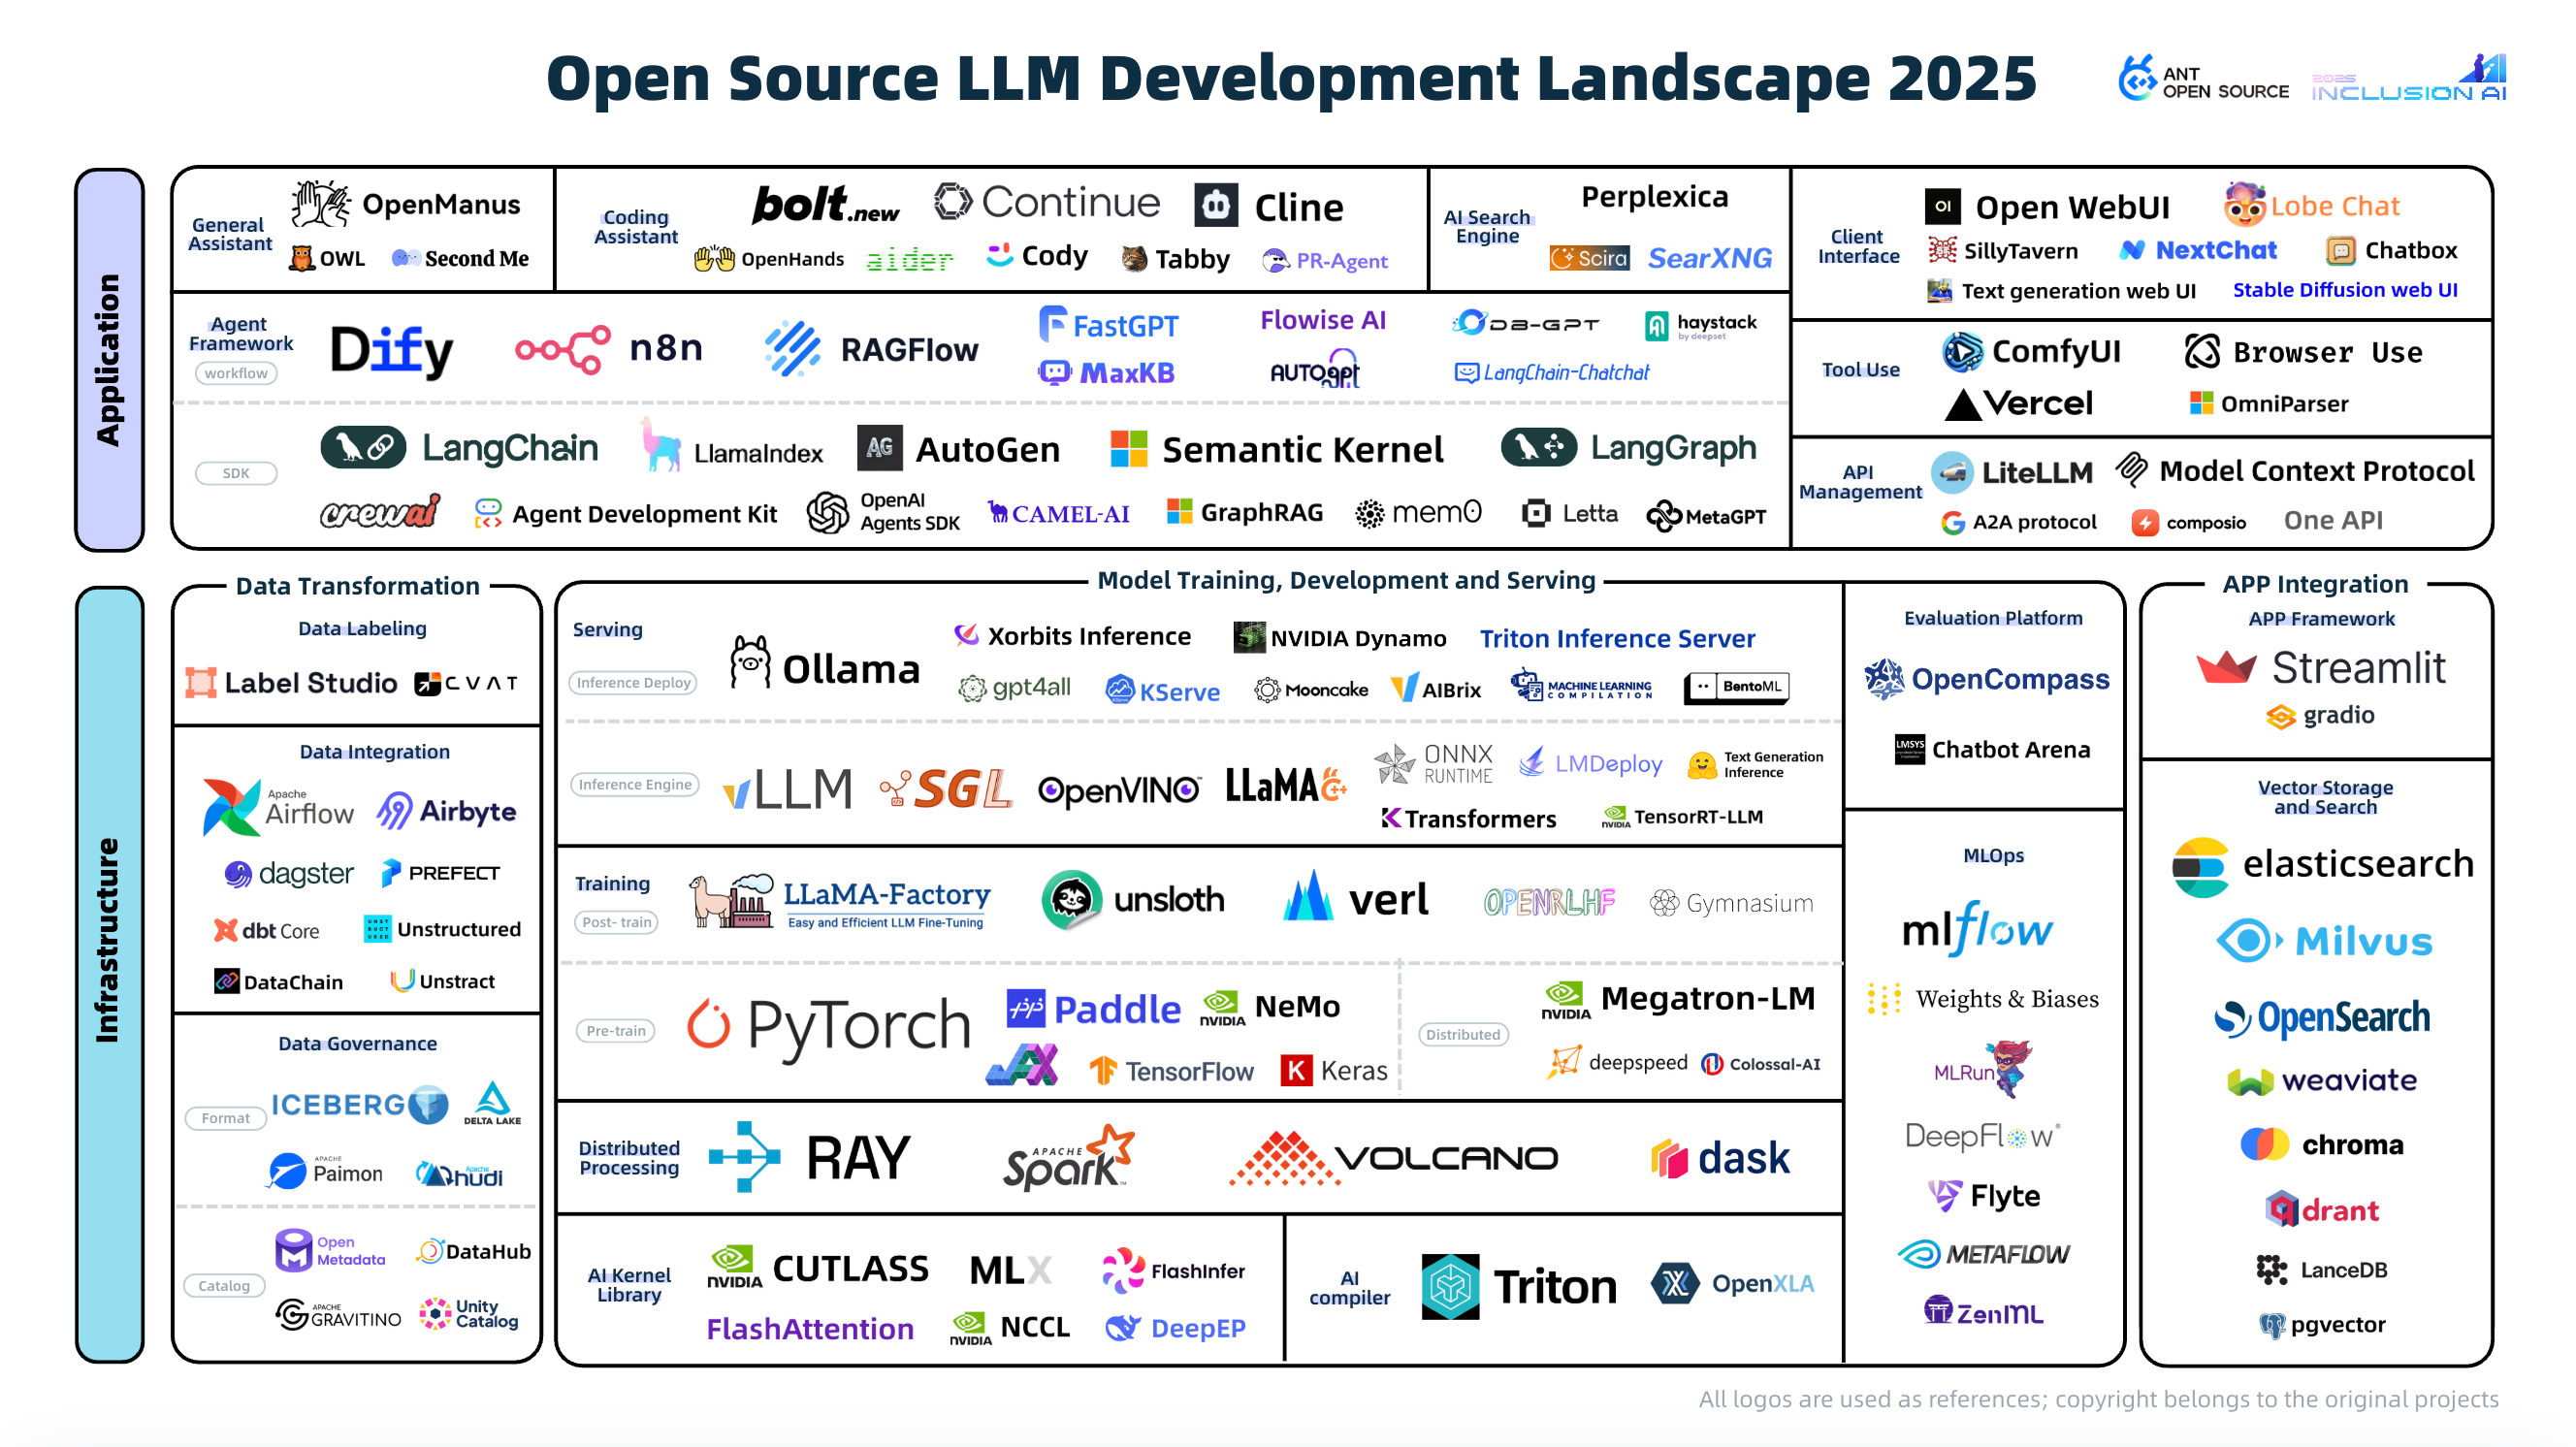 Open Source LLM Development Landscape 2025
ANT
OPEN SOURCE
2025
INCLUSION AI
Application
General
Assistant
OpenManus
OWL
Second Me
Coding
Assistant
bolt.new
Continue
Cline
OpenHands
aider
Cody
Tabby
PR-Agent
AI Search
Engine
Perplexica
Scira
SearXNG
Client
Interface
OI
Open WebUI
Lobe Chat
SillyTavern
NextChat
Chatbox
Text generation web UI
Stable Diffusion web UI
Agent
Framework
workflow
Dify
n8n
RAGFlow
FastGPT
Flowise AI
DB-GPT
haystack
by deepset
MaxKB
AUTOgpt
LangChain-Chatchat
Tool Use
ComfyUI
Browser Use
Vercel
OmniParser
SDK
LangChain
LlamaIndex
AG
AutoGen
Semantic Kernel
LangGraph
crewai
Agent Development Kit
OpenAI
Agents SDK
CAMEL-AI
GraphRAG
mem0
Letta
MetaGPT
API
Management
LiteLLM
Model Context Protocol
A2A protocol
composio
One API
Infrastructure
Data Transformation
Data Labeling
Label Studio
CVAT
Data Integration
Apache
Airflow
Airbyte
dagster
PREFECT
dbt Core
UNST
RUCT
URED
Unstructured
DataChain
Unstract
Data Governance
Format
ICEBERG
DELTA LAKE
APACHE
Paimon
Apache
hudi
Catalog
Open
Metadata
DataHub
APACHE
GRAVITINO
Unity
Catalog
Model Training, Development and Serving
Serving
Inference Deploy
Ollama
Xorbits Inference
NVIDIA Dynamo
Triton Inference Server
gpt4all
KServe
Mooncake
AIBrix
MACHINE LEARNING
COMPILATION
BentoML
Inference Engine
vLLM
SGL
OpenVINO
LLaMA C++
ONNX
RUNTIME
LMDeploy
Text Generation
Inference
KTransformers
NVIDIA
TensorRT-LLM
Training
Post- train
LLaMA-Factory
Easy and Efficient LLM Fine-Tuning
unsloth
verl
OPENRLHF
Gymnasium
Pre-train
PyTorch
Paddle
NVIDIA
NeMo
JAX
TensorFlow
K
Keras
Distributed
NVIDIA
Megatron-LM
deepspeed
Colossal-AI
Distributed
Processing
RAY
APACHE
Spark™
VOLCANO
dask
AI Kernel
Library
NVIDIA
CUTLASS
MLX
FlashInfer
FlashAttention
NVIDIA
NCCL
DeepEP
AI
compiler
Triton
OpenXLA
Evaluation Platform
OpenCompass
LMSYS
Chatbot Arena
MLOps
mlflow
Weights & Biases
MLRun
DeepFlow®
Flyte
METAFLOW
ZenML
APP Integration
APP Framework
Streamlit
gradio
Vector Storage
and Search
elasticsearch
Milvus
OpenSearch
weaviate
chroma
qdrant
LanceDB
pgvector
All logos are used as references; copyright belongs to the original projects